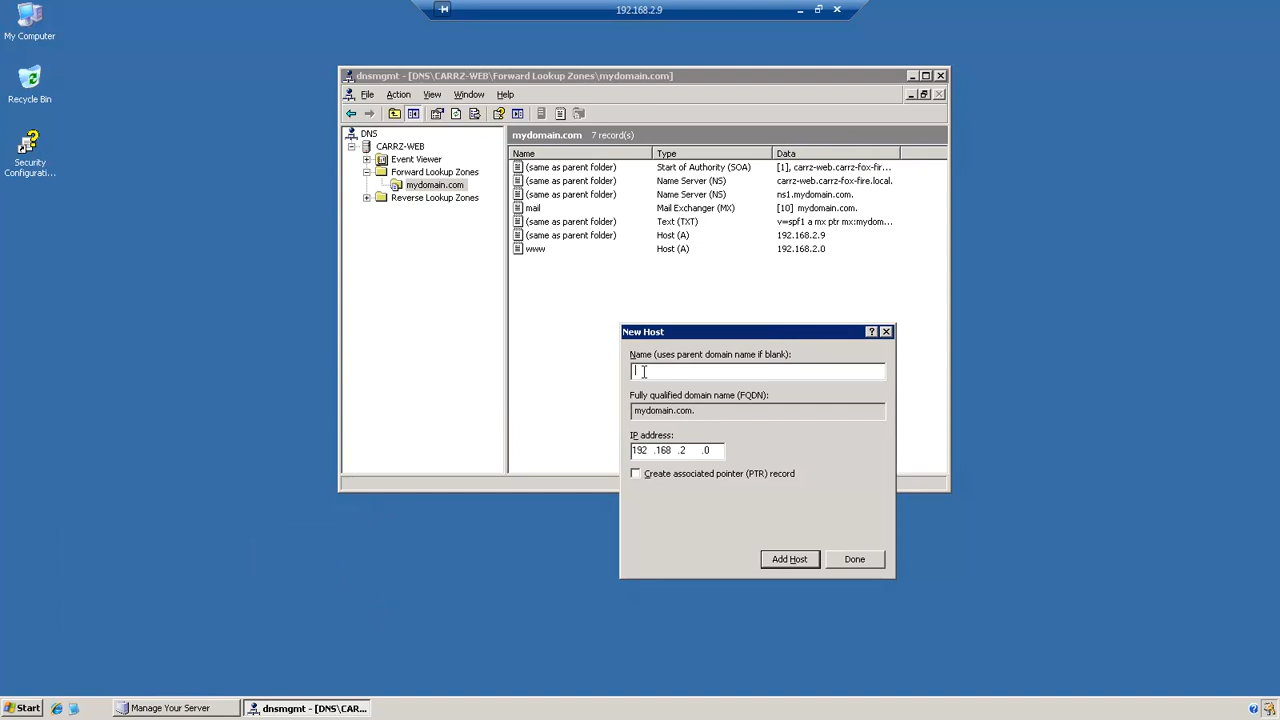 192.168.2.9
My Computer
Recycle Bin
Security
Configurati...
dnsmgmt - [DNS\CARRZ-WEB\Forward Lookup Zones\mydomain.com]
File Action View Window Help
DNS
CARRZ-WEB
Event Viewer
Forward Lookup Zones
mydomain.com
Reverse Lookup Zones
mydomain.com 7 record(s)
Name Type Data
(same as parent folder) Start of Authority (SOA) [1], carrz-web.carrz-fox-fir...
(same as parent folder) Name Server (NS) carrz-web.carrz-fox-fire.local.
(same as parent folder) Name Server (NS) ns1.mydomain.com.
mail Mail Exchanger (MX) [10] mydomain.com.
(same as parent folder) Text (TXT) v=spf1 a mx ptr mx:mydom...
(same as parent folder) Host (A) 192.168.2.9
www Host (A) 192.168.2.0
New Host
Name (uses parent domain name if blank):
Fully qualified domain name (FQDN):
mydomain.com.
IP address:
192 .168 .2 .0
Create associated pointer (PTR) record
Add Host Done
Start Manage Your Server dnsmgmt - [DNS\CAR...